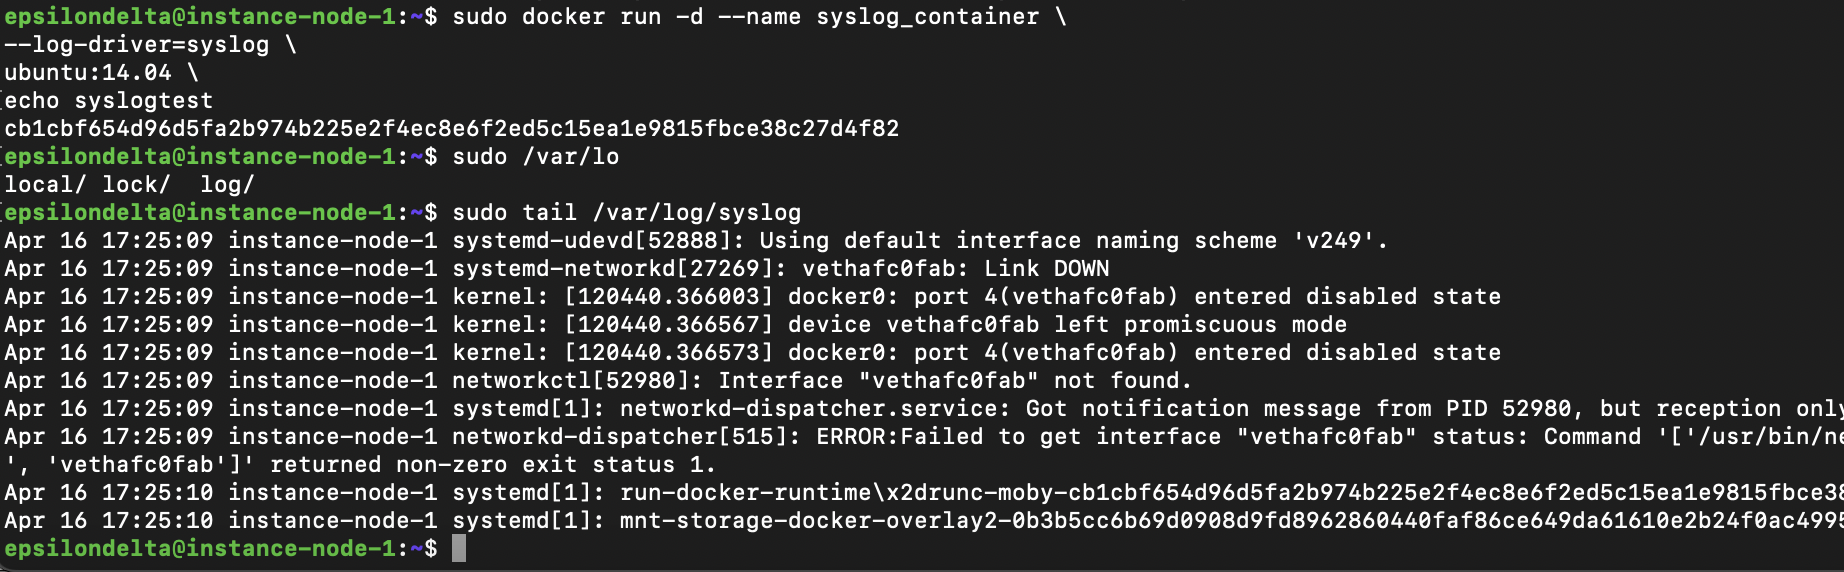 epsilondelta@instance-node-1:~$ sudo docker run -d --name syslog_container \
--log-driver=syslog \
ubuntu:14.04 \
echo syslogtest
cb1cbf654d96d5fa2b974b225e2f4ec8e6f2ed5c15ea1e9815fbce38c27d4f82
epsilondelta@instance-node-1:~$ sudo /var/lo
local/ lock/  log/
epsilondelta@instance-node-1:~$ sudo tail /var/log/syslog
Apr 16 17:25:09 instance-node-1 systemd-udevd[52888]: Using default interface naming scheme 'v249'.
Apr 16 17:25:09 instance-node-1 systemd-networkd[27269]: vethafc0fab: Link DOWN
Apr 16 17:25:09 instance-node-1 kernel: [120440.366003] docker0: port 4(vethafc0fab) entered disabled state
Apr 16 17:25:09 instance-node-1 kernel: [120440.366567] device vethafc0fab left promiscuous mode
Apr 16 17:25:09 instance-node-1 kernel: [120440.366573] docker0: port 4(vethafc0fab) entered disabled state
Apr 16 17:25:09 instance-node-1 networkctl[52980]: Interface "vethafc0fab" not found.
Apr 16 17:25:09 instance-node-1 systemd[1]: networkd-dispatcher.service: Got notification message from PID 52980, but reception only
Apr 16 17:25:09 instance-node-1 networkd-dispatcher[515]: ERROR:Failed to get interface "vethafc0fab" status: Command '['/usr/bin/ne
', 'vethafc0fab']' returned non-zero exit status 1.
Apr 16 17:25:10 instance-node-1 systemd[1]: run-docker-runtime\x2drunc-moby-cb1cbf654d96d5fa2b974b225e2f4ec8e6f2ed5c15ea1e9815fbce38
Apr 16 17:25:10 instance-node-1 systemd[1]: mnt-storage-docker-overlay2-0b3b5cc6b69d0908d9fd8962860440faf86ce649da61610e2b24f0ac4995
epsilondelta@instance-node-1:~$